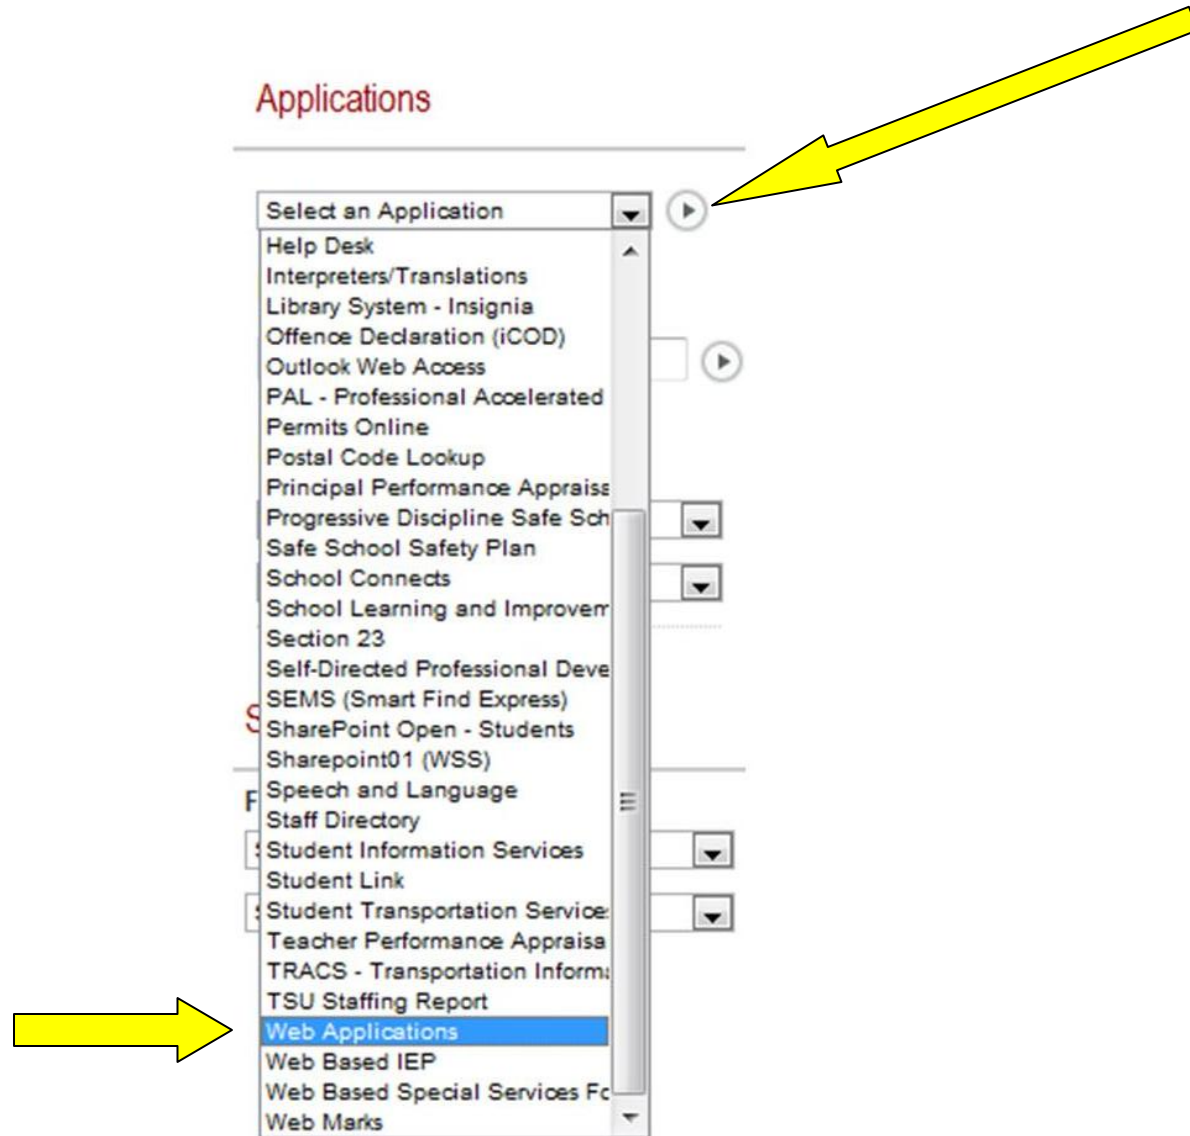 Applications
Select an Application
Help Desk
Interpreters/Translations
Library System - Insignia
Offence Declaration (iCOD)
Outlook Web Access
PAL - Professional Accelerated
Permits Online
Postal Code Lookup
Principal Performance Appraisa
Progressive Discipline Safe Sch
Safe School Safety Plan
School Connects
School Learning and Improvem
Section 23
Self-Directed Professional Deve
SEMS (Smart Find Express)
S
SharePoint Open - Students
Sharepoint01 (WSS)
F
Speech and Language
Staff Directory
Student Information Services
Student Link
Student Transportation Service
Teacher Performance Appraisa
TRACS - Transportation Informa
TSU Staffing Report
Web Applications
Web Based IEP
Web Based Special Services Fo
Web Marks